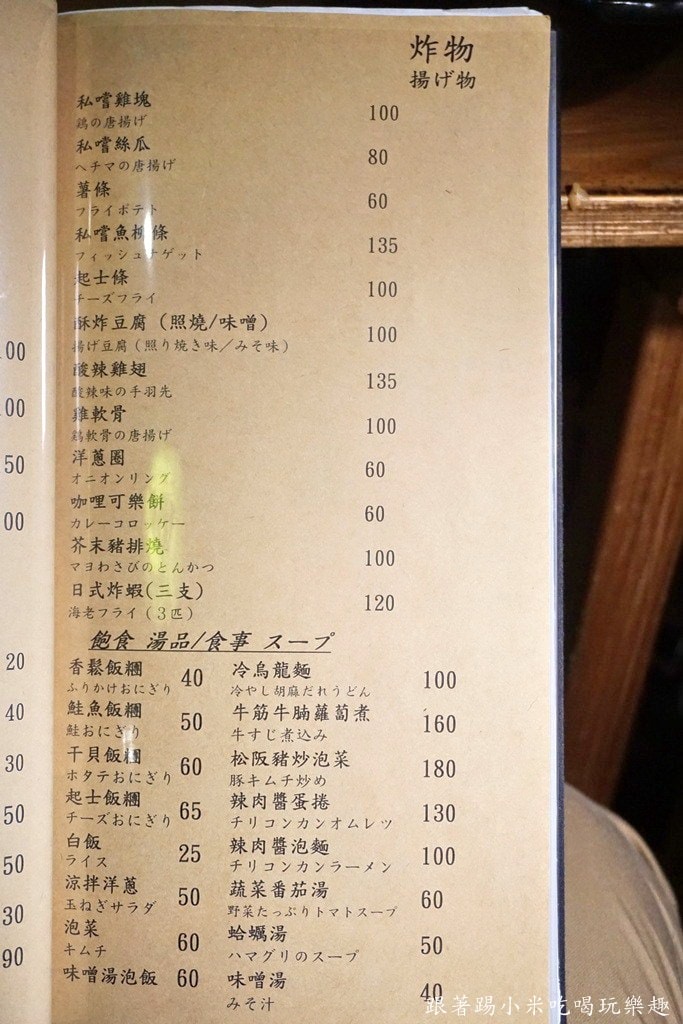 炸物
揚げ物
私嚐雞塊 100
鶏の唐揚げ
私嚐絲瓜 80
ヘチマの唐揚げ
薯條 60
フライポテト
私嚐魚柳條 135
フィッシュナゲット
起士條 100
チーズフライ
酥炸豆腐 (照燒/味噌) 100
揚げ豆腐(照り焼き味/みそ味)
酸辣雞翅 135
酸辣味の手羽先
雞軟骨 100
鶏軟骨の唐揚げ
洋蔥圈 60
オニオンリング
咖哩可樂餅 60
カレーコロッケー
芥末豬排燒 100
マヨわさびのとんかつ
日式炸蝦(三支) 120
海老フライ(3匹)
飽食 湯品/食事 スープ
香鬆飯糰 40
ふりかけおにぎり
鮭魚飯糰 50
鮭おにぎり
干貝飯糰 60
ホタテおにぎり
起士飯糰 65
チーズおにぎり
白飯 25
ライス
涼拌洋蔥 50
玉ねぎサラダ
泡菜 60
キムチ
味噌湯泡飯 60
冷烏龍麵 100
冷やし胡麻だれうどん
牛筋牛腩蘿蔔煮 160
牛すじ煮込み
松阪豬炒泡菜 180
豚キムチ炒め
辣肉醬蛋捲 130
チリコンカンオムレツ
辣肉醬泡麵 100
チリコンカンラーメン
蔬菜番茄湯 60
野菜たっぷりトマトスープ
蛤蠣湯 50
ハマグリのスープ
味噌湯 40
みそ汁
00
00
50
00
20
40
30
50
50
30
90
跟著踢小米吃喝玩樂趣